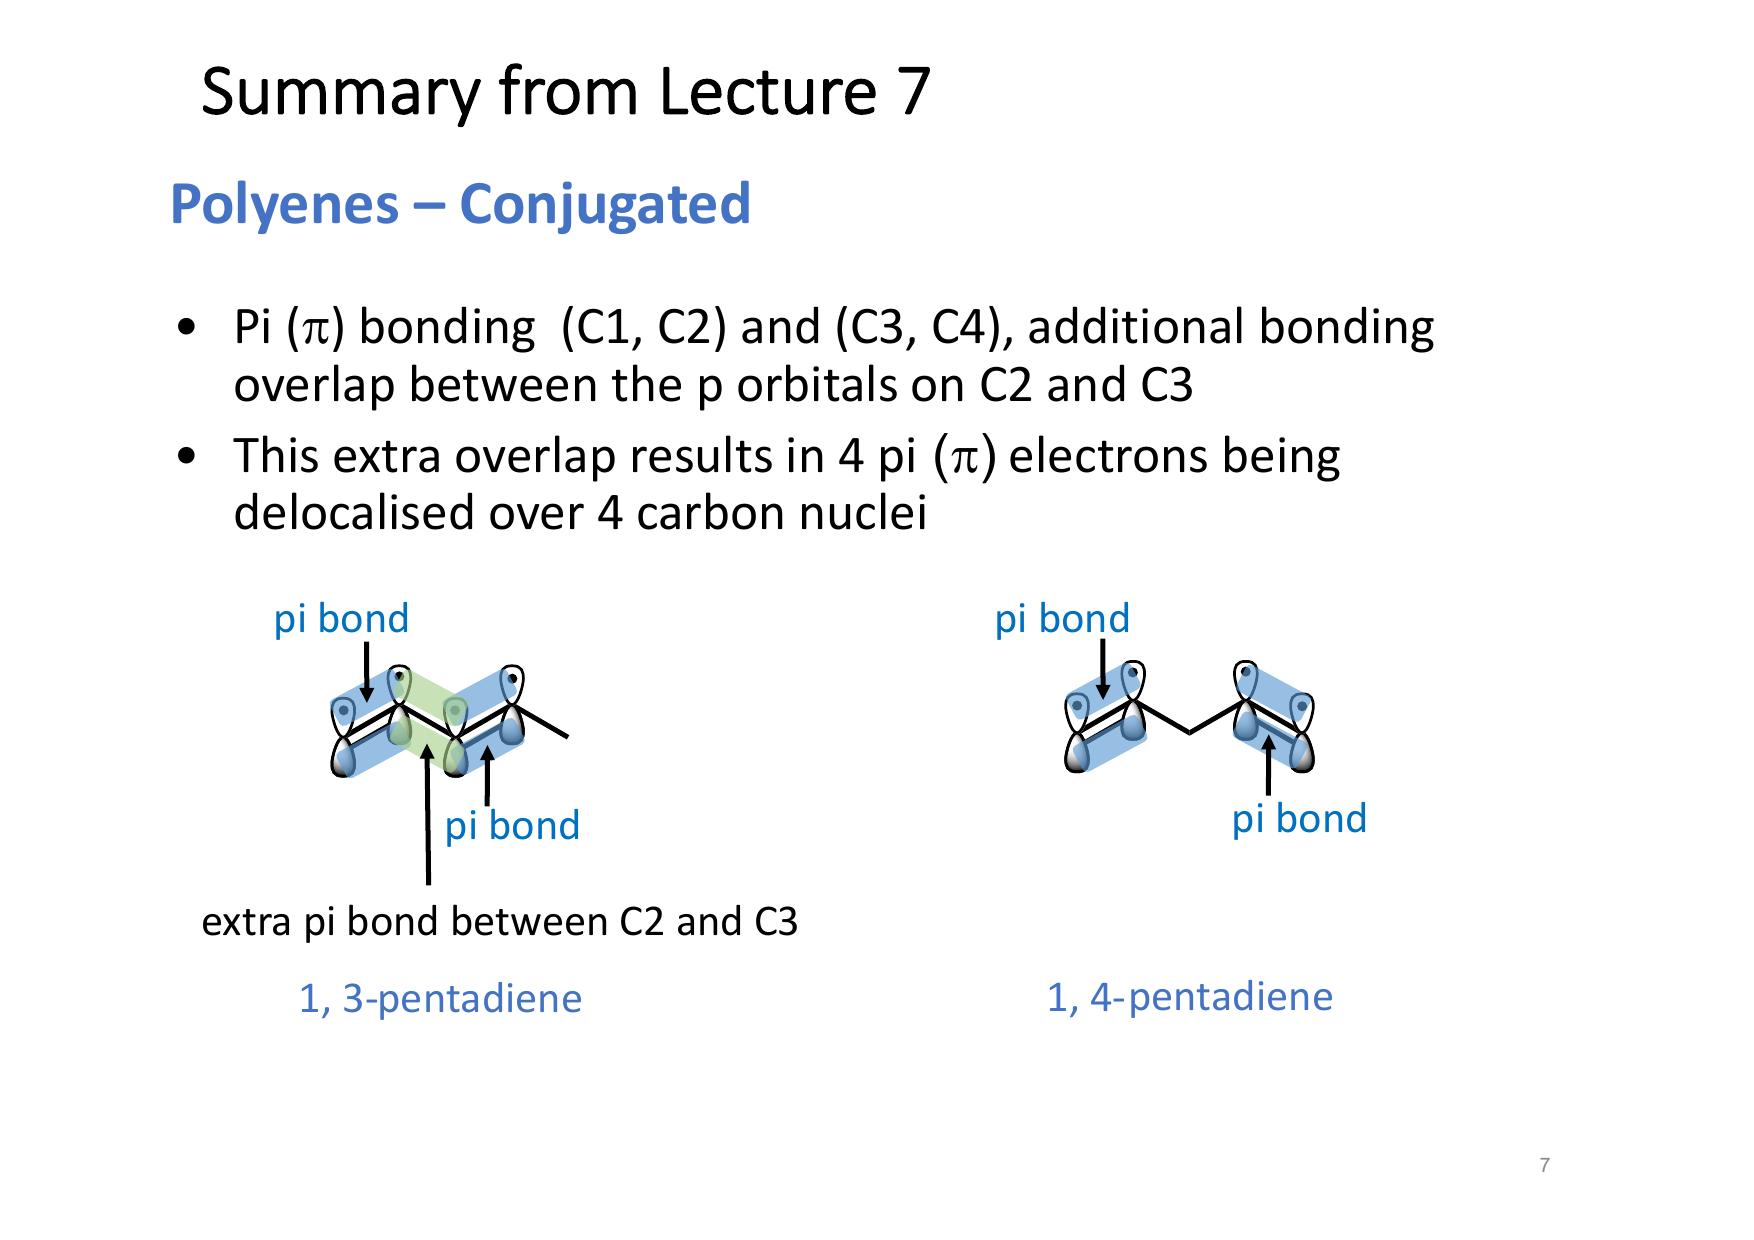 Summary from Lecture 7
Polyenes – Conjugated
• Pi (π) bonding  (C1, C2) and (C3, C4), additional bonding
overlap between the p orbitals on C2 and C3
• This extra overlap results in 4 pi (π) electrons being
delocalised over 4 carbon nuclei
pi bond
pi bond
extra pi bond between C2 and C3
1, 3-pentadiene
pi bond
pi bond
1, 4-pentadiene
7